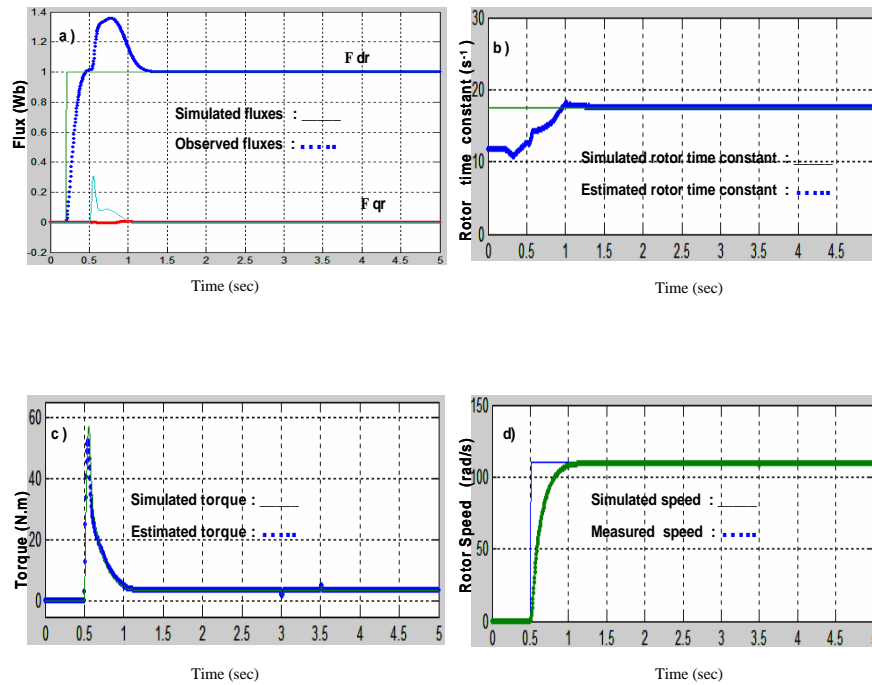 a )
F dr
Simulated fluxes : _____
Observed fluxes :
F qr
Flux (Wb)
1.4
1.2
1
0.8
0.6
0.4
0.2
0
-0.2
0 0.5 1 1.5 2 2.5 3 3.5 4 4.5 5
Time (sec)
b )
Simulated rotor time constant : ____
Estimated rotor time constant :
Rotor time constant (s⁻¹)
30
20
10
0
0 0.5 1 1.5 2 2.5 3 3.5 4 4.5
Time (sec)
c )
Simulated torque : _____
Estimated torque :
Torque (N.m)
60
40
20
0
0 0.5 1 1.5 2 2.5 3 3.5 4 4.5 5
Time (sec)
d)
Simulated speed : _____
Measured speed :
Rotor Speed (rad/s)
150
100
50
0
0 0.5 1 1.5 2 2.5 3 3.5 4 4.5
Time (sec)